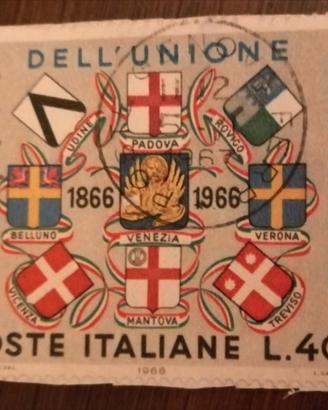 DELL'UNIONE
UDINE
PADOVA
ROVIGO
1866 1966
BELLUNO
VENEZIA
VERONA
VICENZA
MANTOVA
TREVISO
OSTE ITALIANE L.40
1966